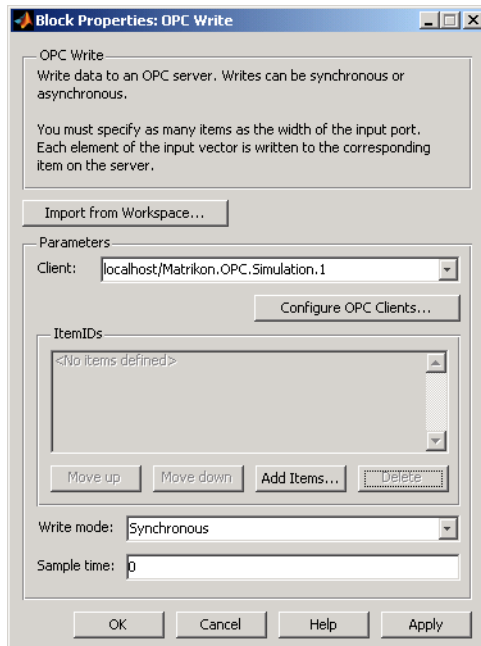 Block Properties: OPC Write
OPC Write
Write data to an OPC server. Writes can be synchronous or
asynchronous.
You must specify as many items as the width of the input port.
Each element of the input vector is written to the corresponding
item on the server.
Import from Workspace...
Parameters
Client: localhost/Matrikon.OPC.Simulation.1
Configure OPC Clients...
ItemIDs
<No items defined>
Move up Move down Add Items... Delete
Write mode: Synchronous
Sample time: 0
OK Cancel Help Apply